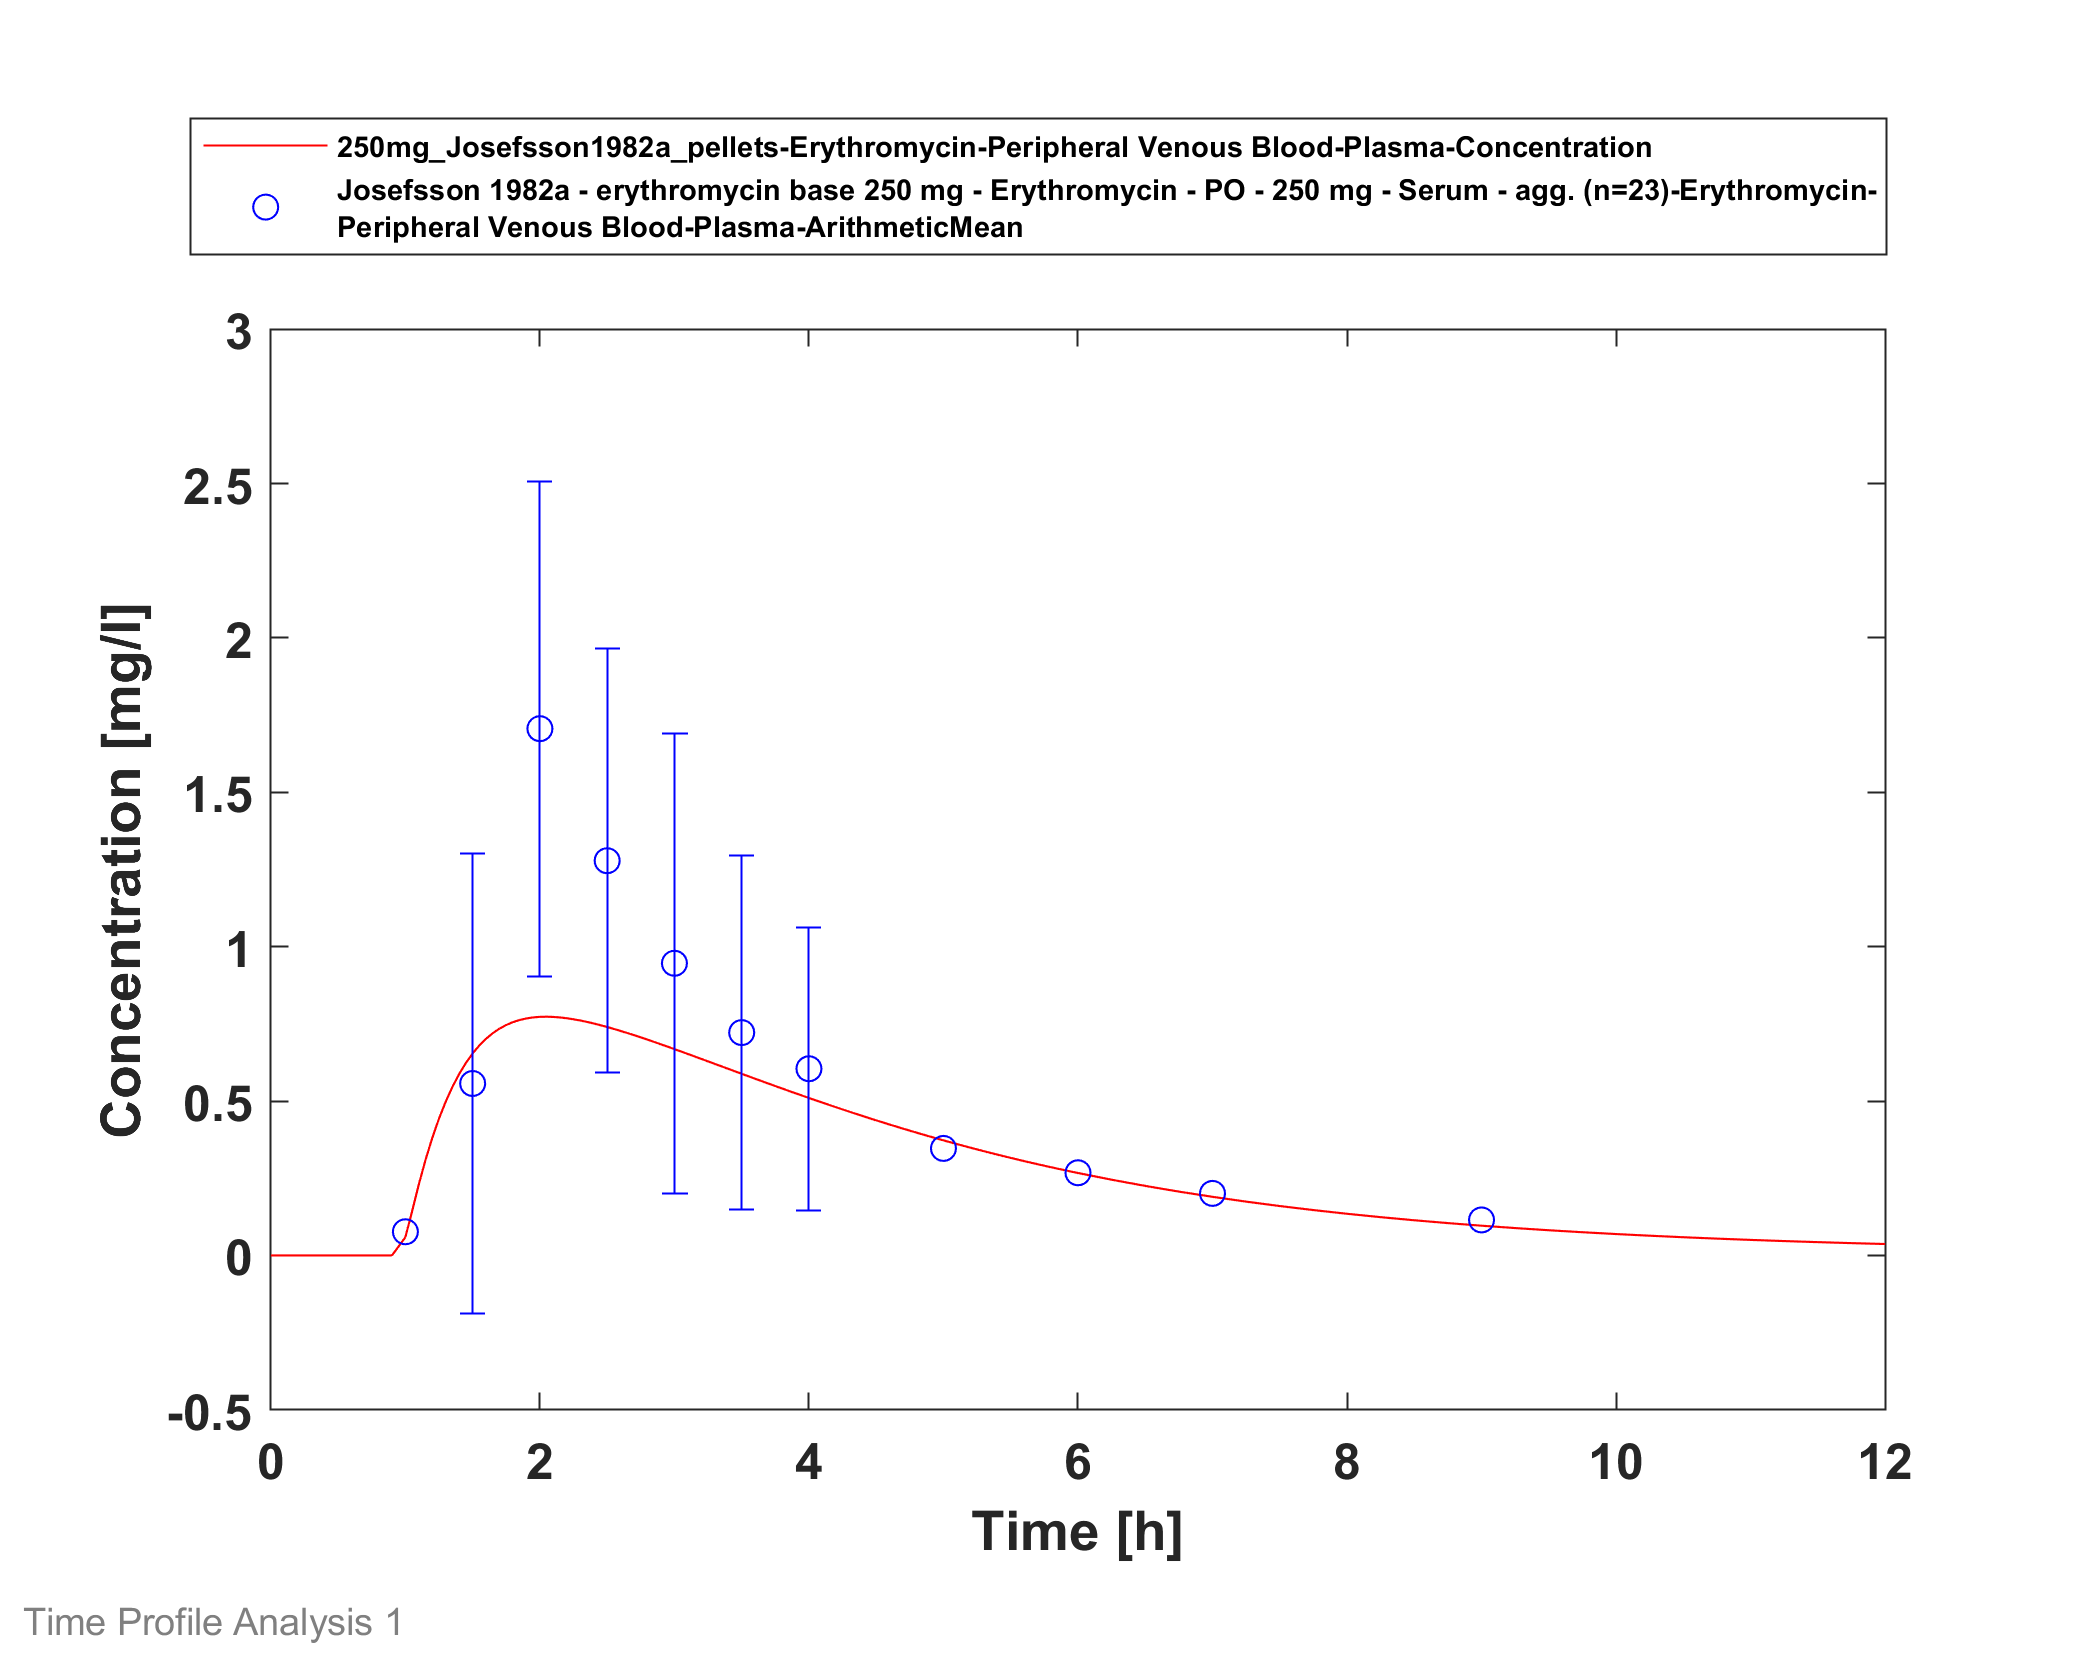 250mg_Josefsson1982a_pellets-Erythromycin-Peripheral Venous Blood-Plasma-Concentration
Josefsson 1982a - erythromycin base 250 mg - Erythromycin - PO - 250 mg - Serum - agg. (n=23)-Erythromycin-
Peripheral Venous Blood-Plasma-ArithmeticMean
3
2.5
2
1.5
1
0.5
0
-0.5
Concentration [mg/l]
0 2 4 6 8 10 12
Time [h]
Time Profile Analysis 1